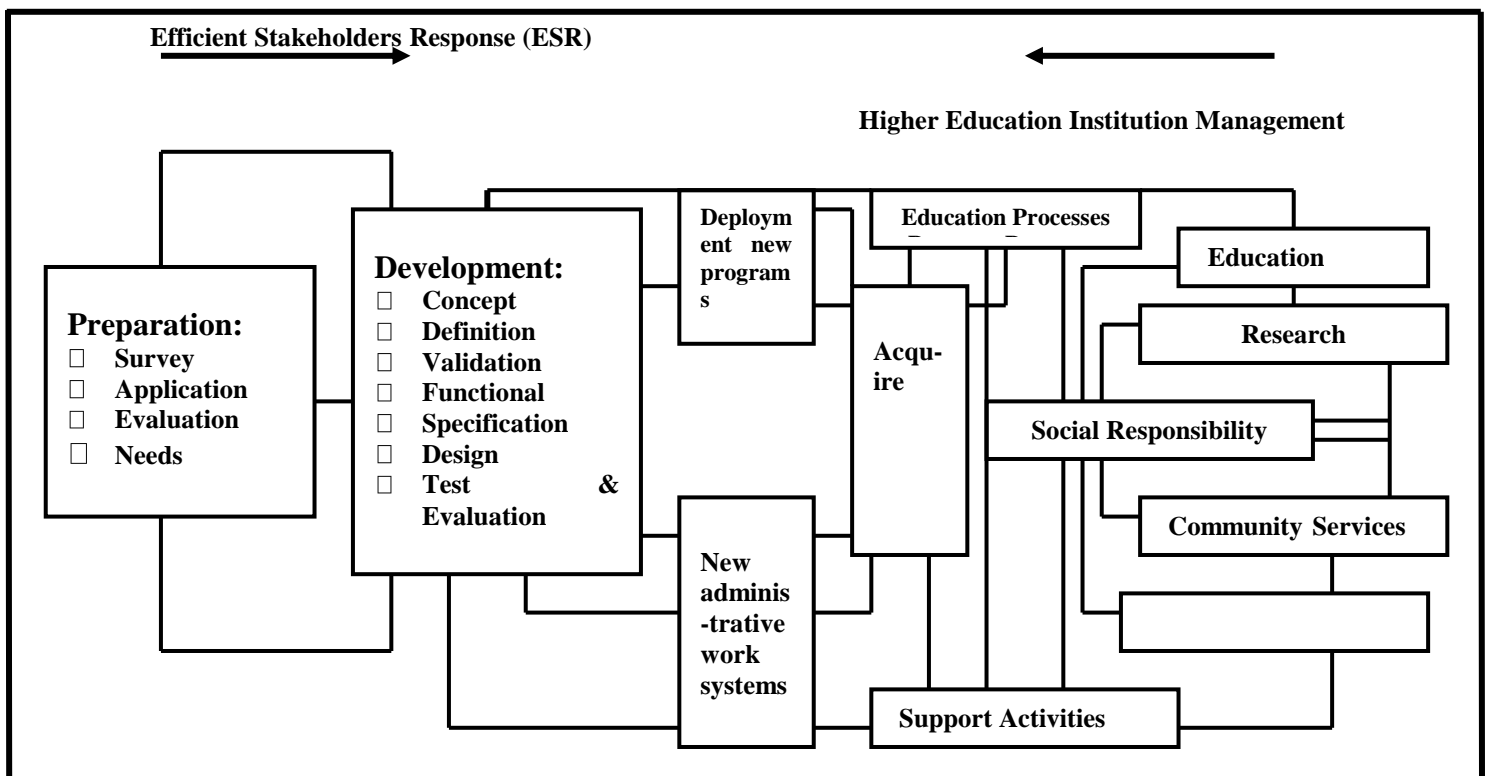 Efficient Stakeholders Response (ESR)
Higher Education Institution Management
Preparation:
Survey
Application
Evaluation
Needs
Development:
Concept
Definition
Validation
Functional
Specification
Design
Test &
Evaluation
Deploym
ent new
program
s
New
adminis
-trative
work
systems
Acqu-
ire
Education Processes
Education
Research
Social Responsibility
Community Services
Support Activities